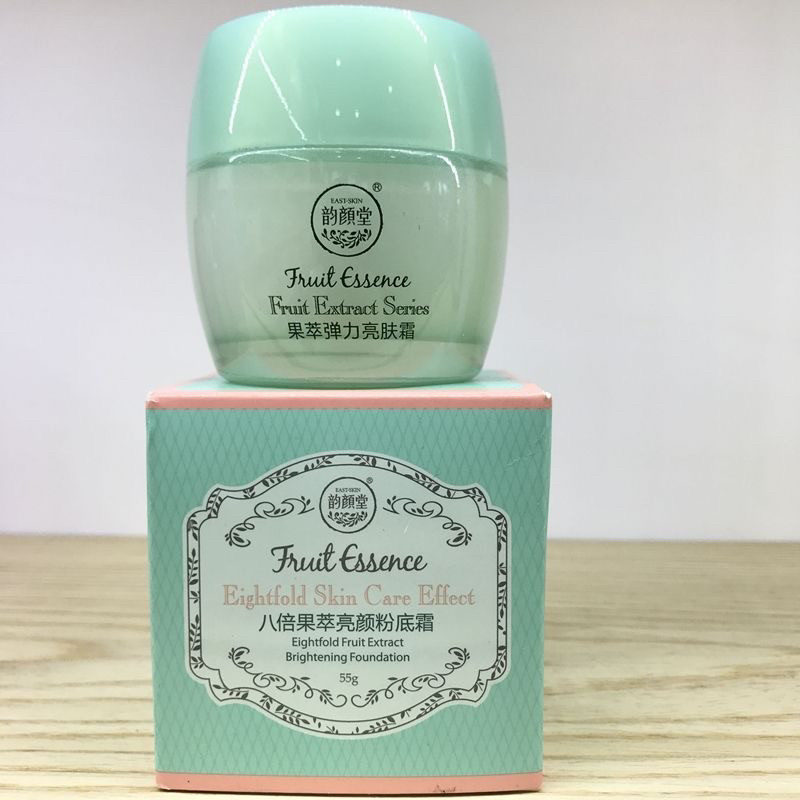 EAST·SKIN
®
韵顔堂
Fruit Essence
Fruit Extract Series
果萃弹力亮肤霜
EAST·SKIN
®
韵顔堂
Fruit Essence
Eightfold Skin Care Effect
八倍果萃亮颜粉底霜
Eightfold Fruit Extract
Brightening Foundation
55g